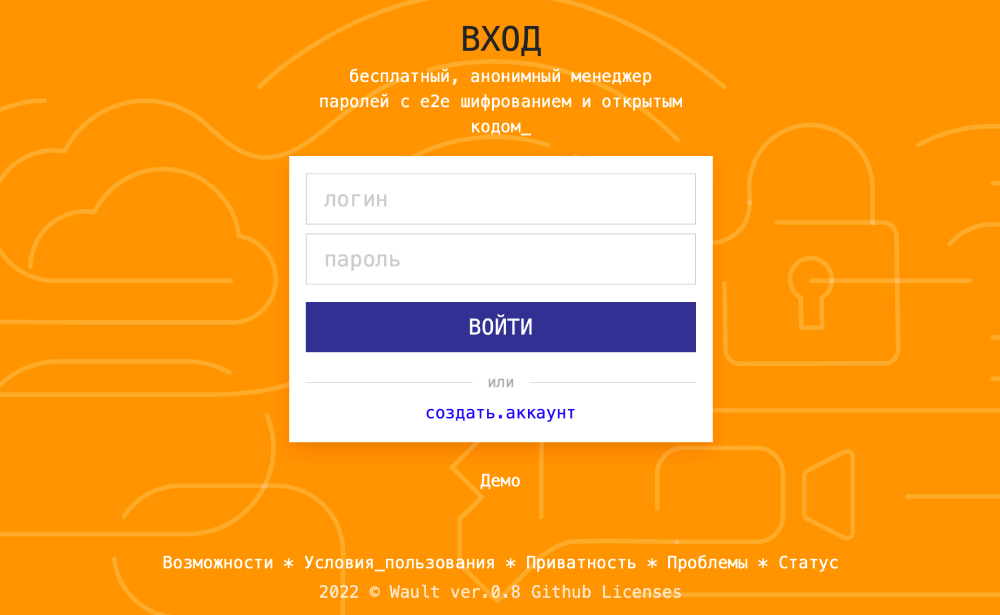 ВХОД
бесплатный, анонимный менеджер
паролей с e2e шифрованием и открытым
кодом_
логин
пароль
ВОЙТИ
или
создать.аккаунт
Демо
Возможности * Условия_пользования * Приватность * Проблемы * Статус
2022 © Wault ver.0.8 Github Licenses